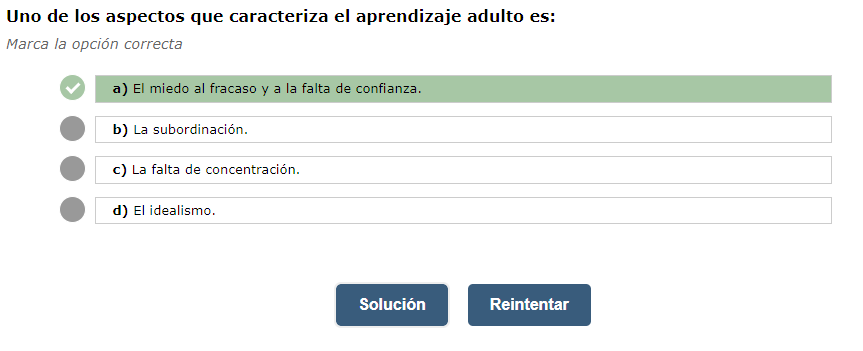 Uno de los aspectos que caracteriza el aprendizaje adulto es:
Marca la opción correcta
a) El miedo al fracaso y a la falta de confianza.
b) La subordinación.
c) La falta de concentración.
d) El idealismo.
Solución Reintentar